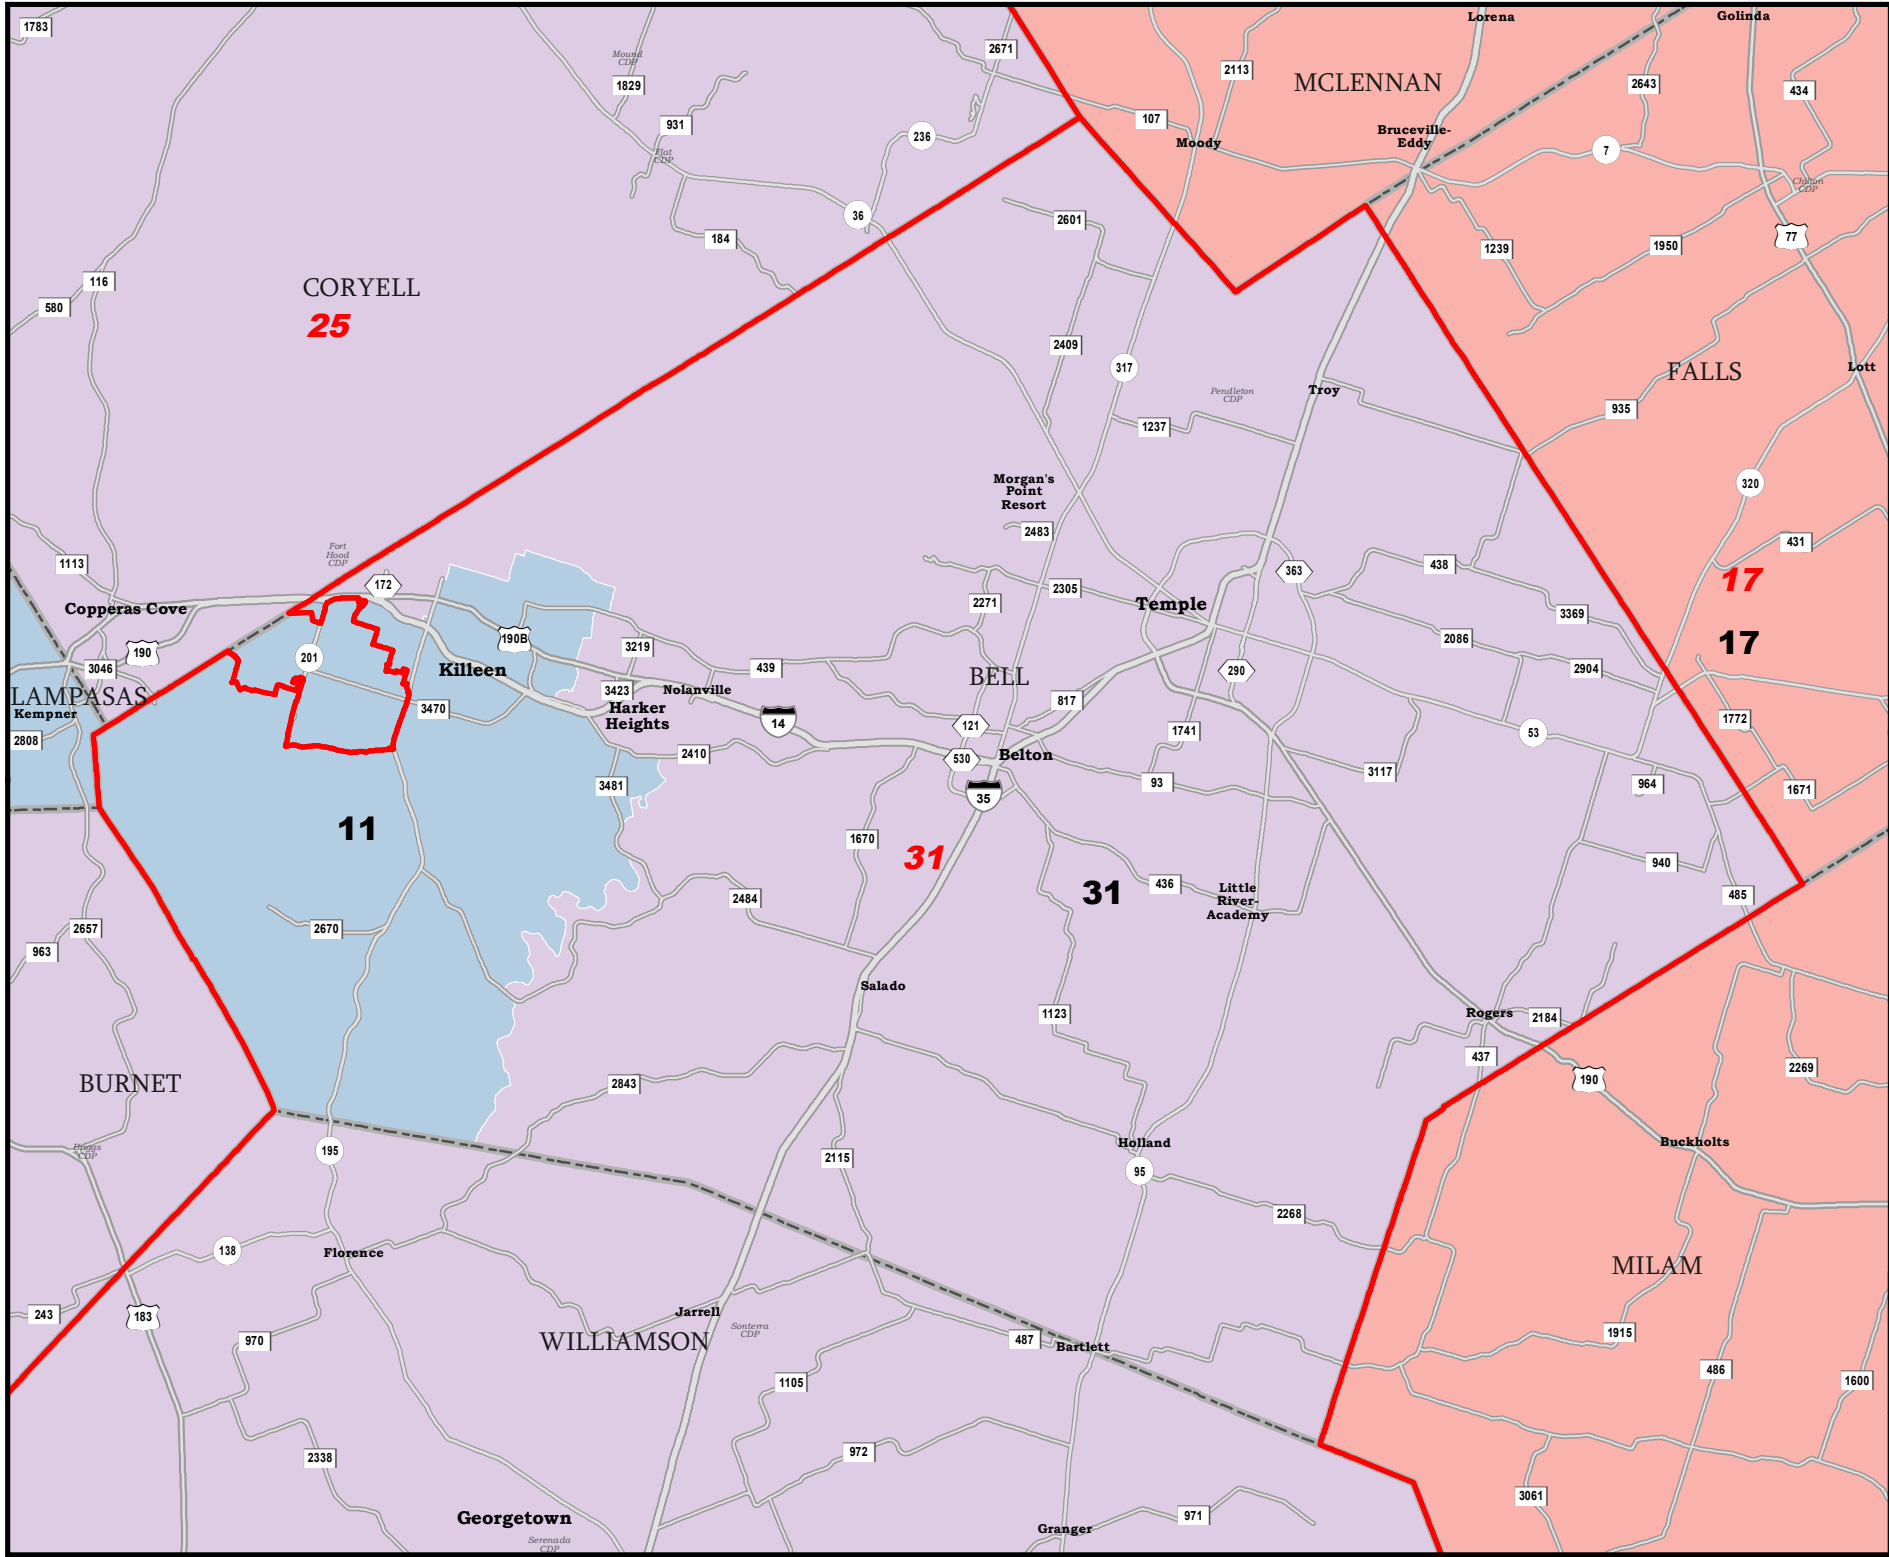 1783
Mound
CDP
1829
2671
Lorena
Golinda
2113
MCLENNAN
2643
434
931
236
107
Moody
Bruceville-
Eddy
7
Flat
CDP
Chilton
CDP
36
2601
184
1239
1950
77
CORYELL
116
580
25
2409
317
Pendleton
CDP
Troy
FALLS
Lott
935
1237
Morgan's
Point
Resort
320
2483
431
Fort
Hood
CDP
1113
172
363
438
17
Copperas Cove
2271
2305
Temple
3369
190
190B
3219
2086
17
3046
201
Killeen
439
BELL
290
2904
LAMPASAS
Kempner
3470
3423
Nolanville
Harker
Heights
14
121
817
1741
53
1772
2808
2410
530
Belton
3117
93
964
1671
3481
35
11
1670
31
940
2484
31
436
Little
River-
Academy
485
2657
2670
963
Salado
1123
Rogers
2184
437
2269
BURNET
2843
190
Briggs
CDP
195
2115
Holland
95
Buckholts
138
Florence
2268
MILAM
243
183
Jarrell
970
WILLIAMSON
Sonterra
CDP
487
Bartlett
1915
1105
486
1600
2338
972
3061
Georgetown
Serenada
CDP
Granger
971